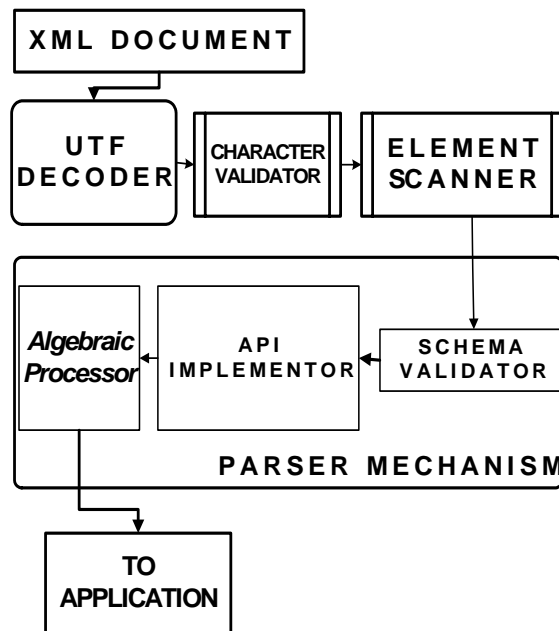 XML DOCUMENT
UTF
DECODER
CHARACTER
VALIDATOR
ELEMENT
SCANNER
Algebraic
Processor
API
IMPLEMENTOR
SCHEMA
VALIDATOR
PARSER MECHANISM
TO
APPLICATION